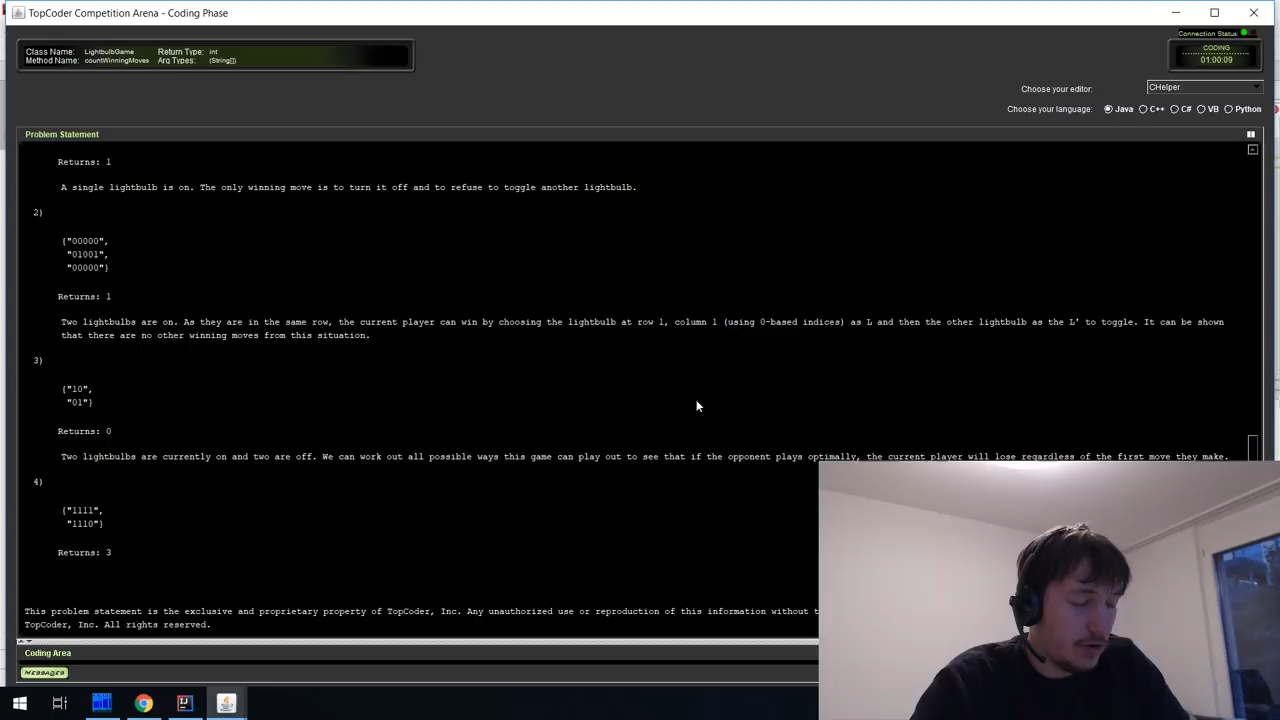 TopCoder Competition Arena - Coding Phase
Connection Status
Class Name: LightbulbGame Return Type: int
Method Name: countWinningMoves Arg Types: (String[])
CODING
01:00:09
Choose your editor: CHelper
Choose your language: Java C++ C# VB Python
Problem Statement
Returns: 1
A single lightbulb is on. The only winning move is to turn it off and to refuse to toggle another lightbulb.
2)
{"00000",
"01001",
"00000"}
Returns: 1
Two lightbulbs are on. As they are in the same row, the current player can win by choosing the lightbulb at row 1, column 1 (using 0-based indices) as L and then the other lightbulb as the L' to toggle. It can be shown
that there are no other winning moves from this situation.
3)
{"10",
"01"}
Returns: 0
Two lightbulbs are currently on and two are off. We can work out all possible ways this game can play out to see that if the opponent plays optimally, the current player will lose regardless of the first move they make.
4)
{"1111",
"1110"}
Returns: 3
This problem statement is the exclusive and proprietary property of TopCoder, Inc. Any unauthorized use or reproduction of this information without
TopCoder, Inc. All rights reserved.
Coding Area
MESSAGES